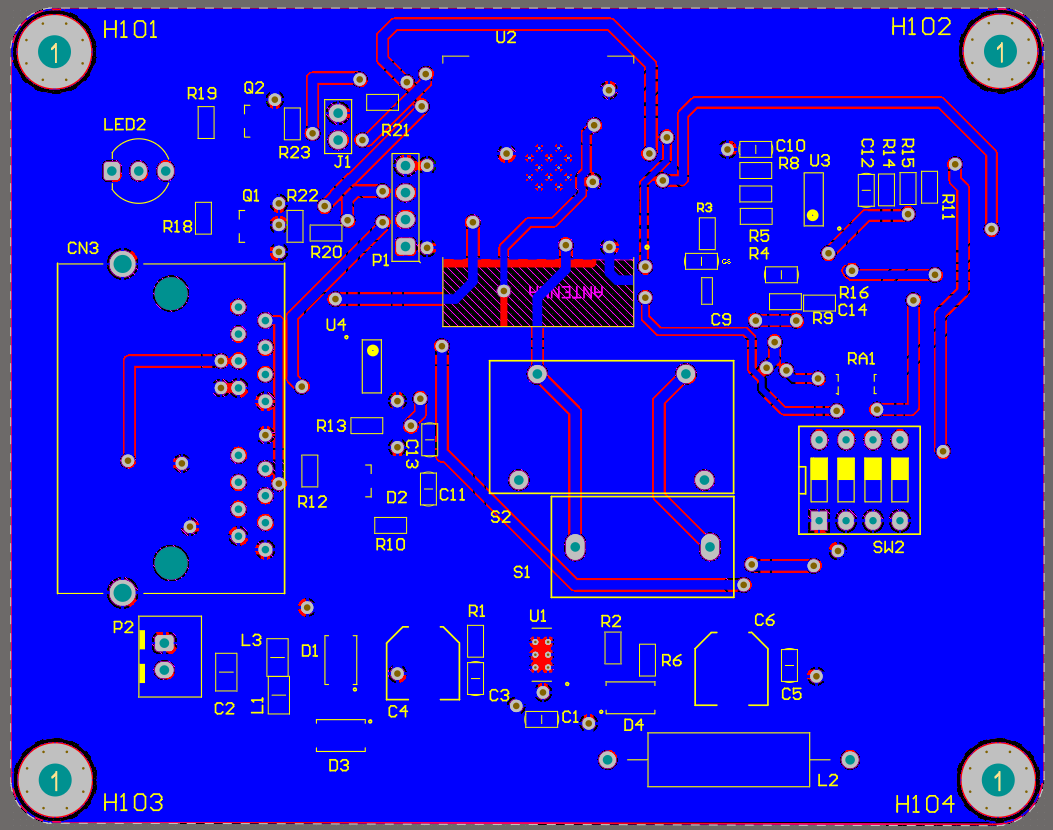 H101
H102
U2
Q2
R19
LED2
R21
R23
J1
C10
R8
U3
C12
R14
R15
R11
Q1
R22
R18
R20
R3
R5
R4
CN3
P1
ANTENNA
R16
C14
R9
C9
U4
RA1
R13
C13
C11
D2
R12
R10
S2
S1
SW2
P2
L3
D1
R1
U1
R2
R6
C6
C2
L1
C4
C3
C1
D4
C5
D3
L2
H103
H104
1
1
1
1